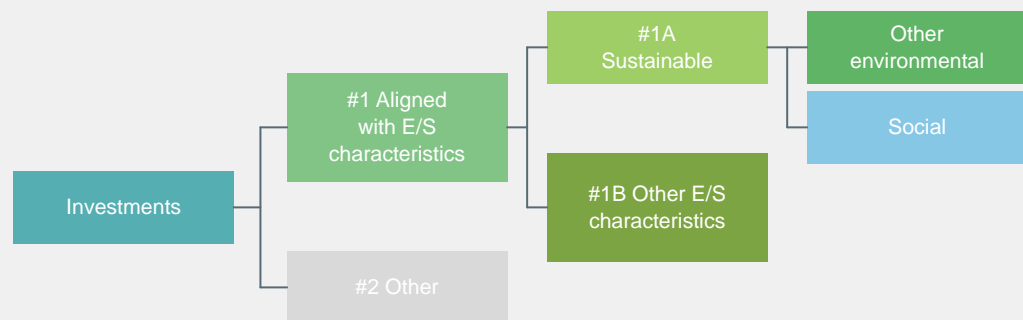 Investments
#1 Aligned
with E/S
characteristics
#2 Other
#1A
Sustainable
#1B Other E/S
characteristics
Other
environmental
Social